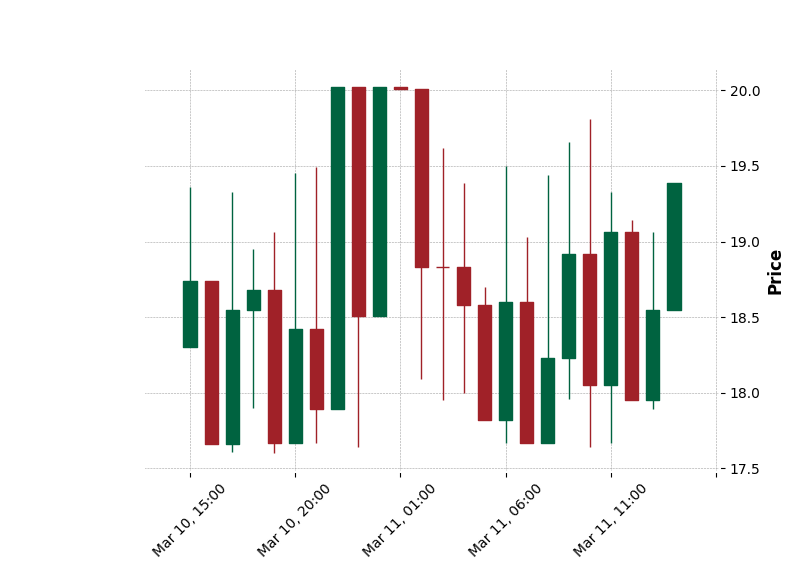 20.0
19.5
19.0
18.5
18.0
17.5
Price
Mar 10, 15:00
Mar 10, 20:00
Mar 11, 01:00
Mar 11, 06:00
Mar 11, 11:00